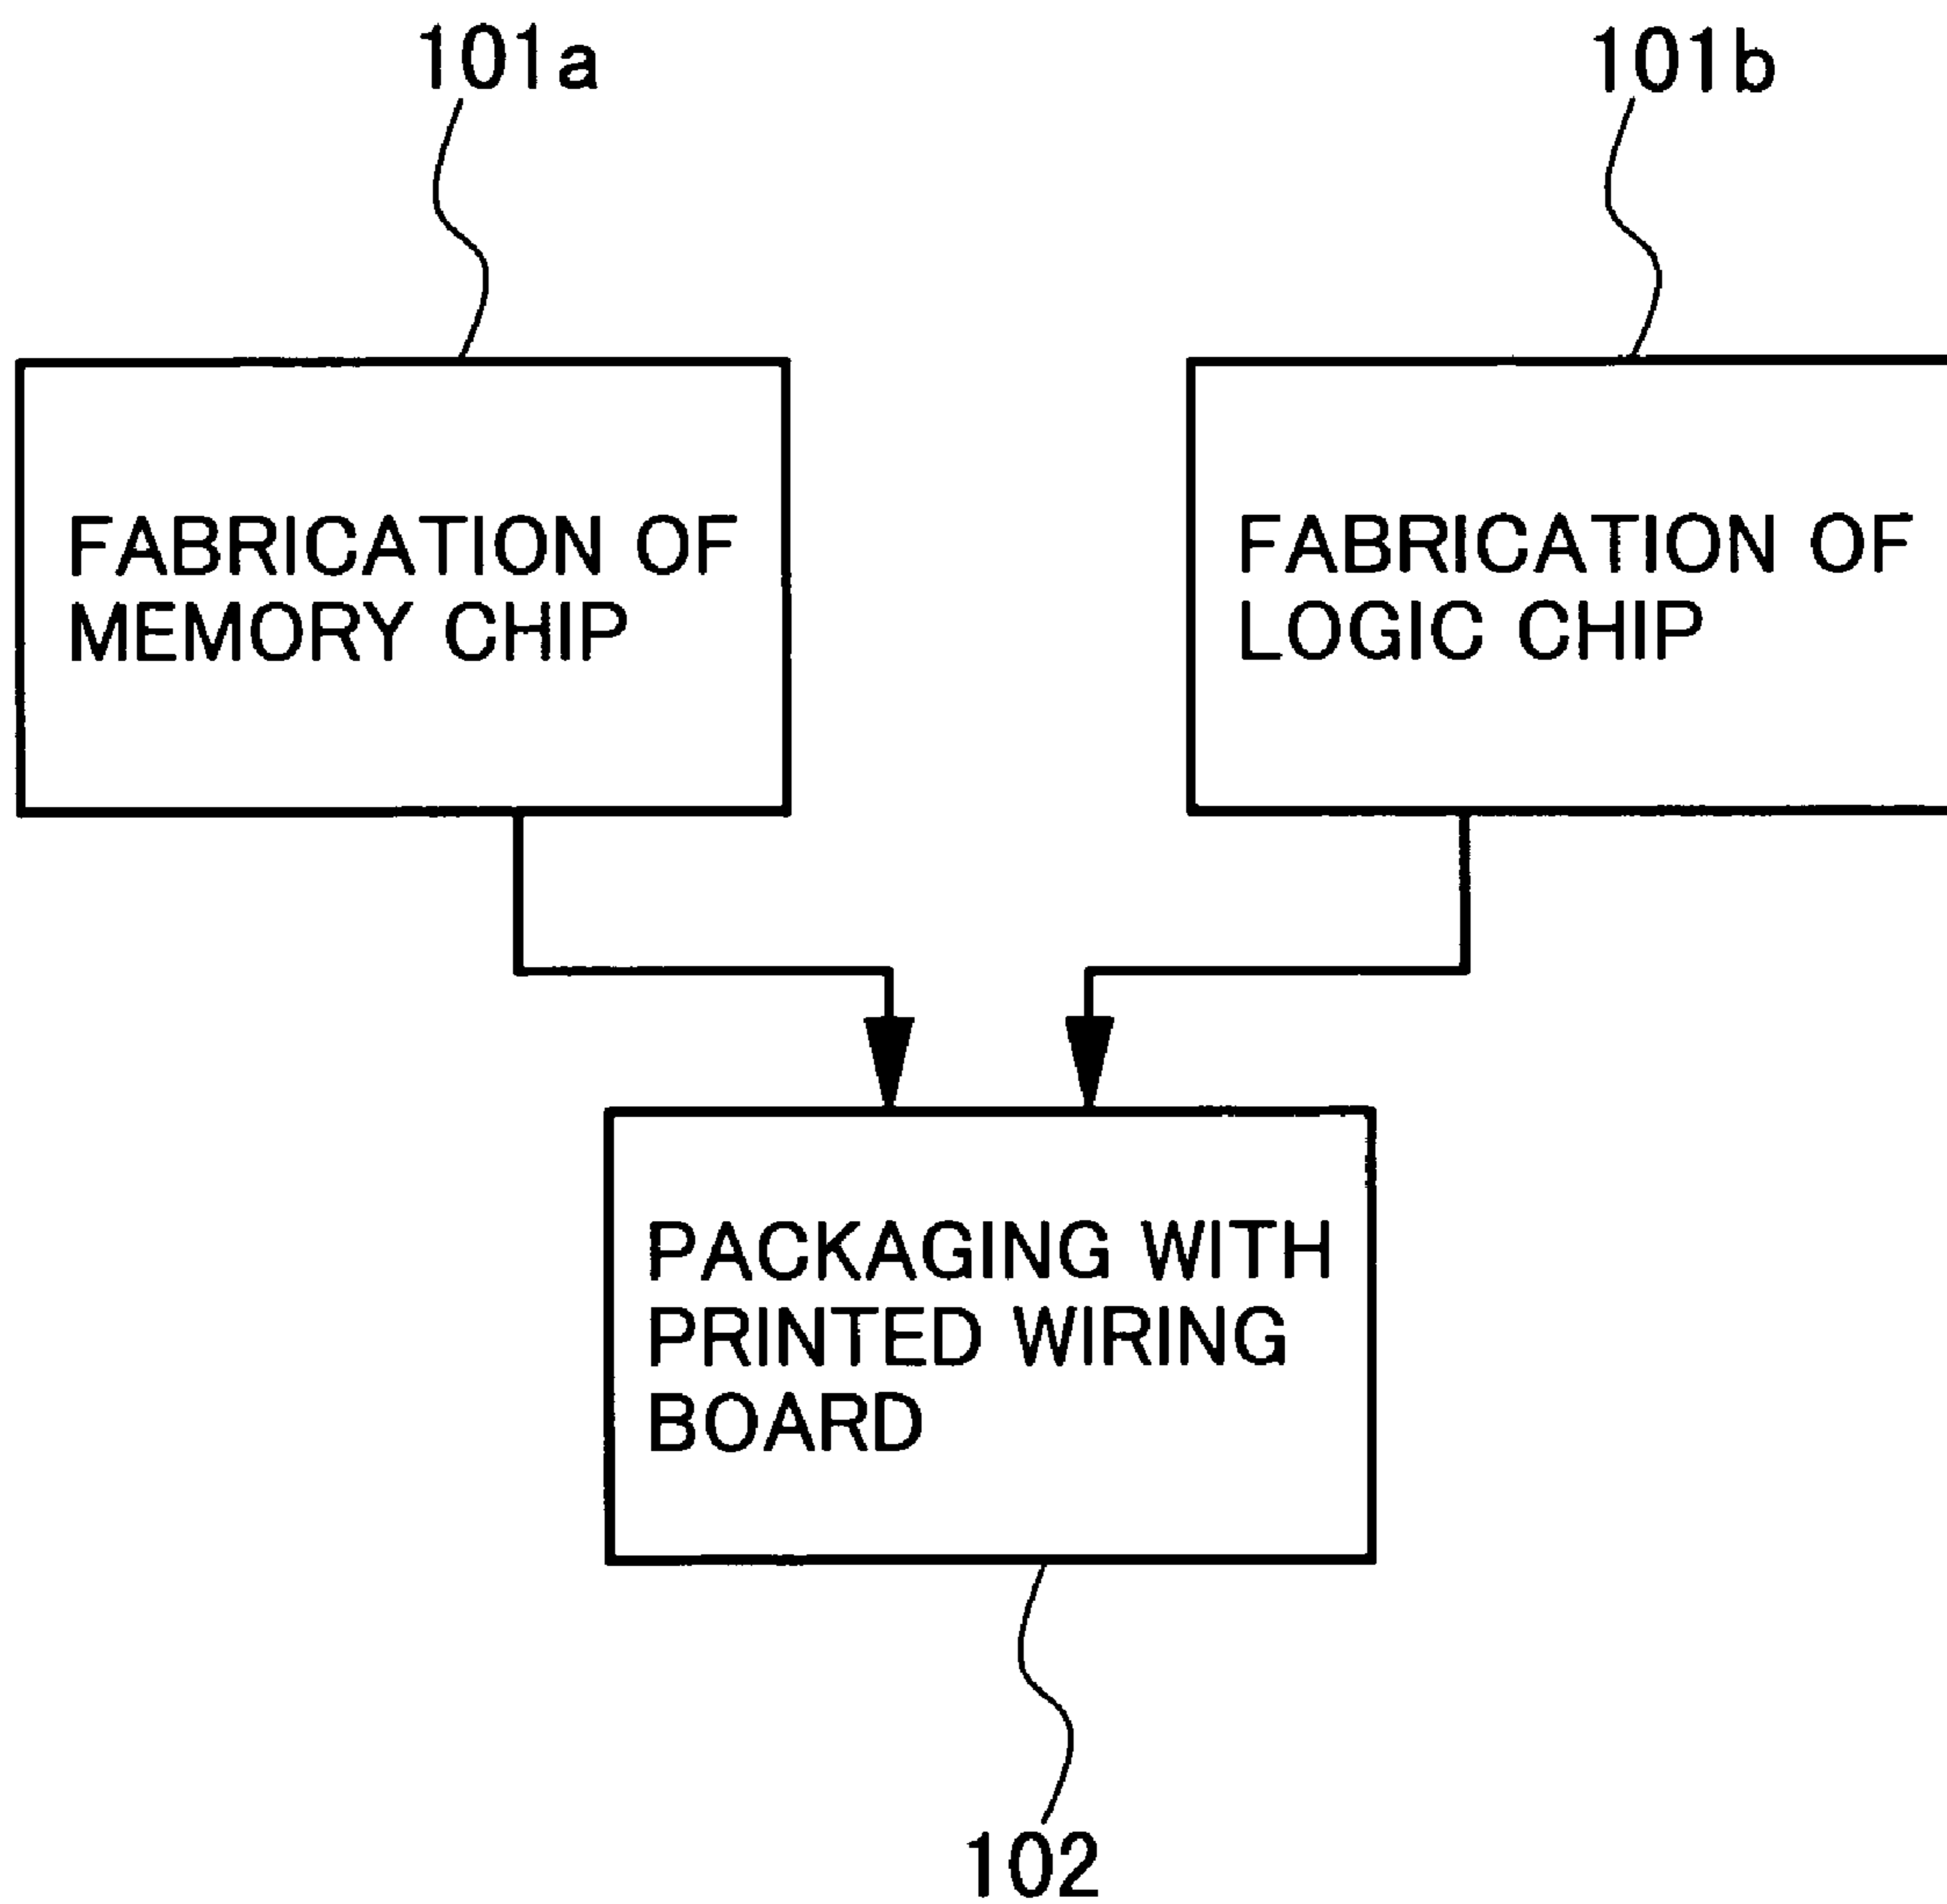 101a
101b
FABRICATION OF
MEMORY CHIP
FABRICATION OF
LOGIC CHIP
PACKAGING WITH
PRINTED WIRING
BOARD
102